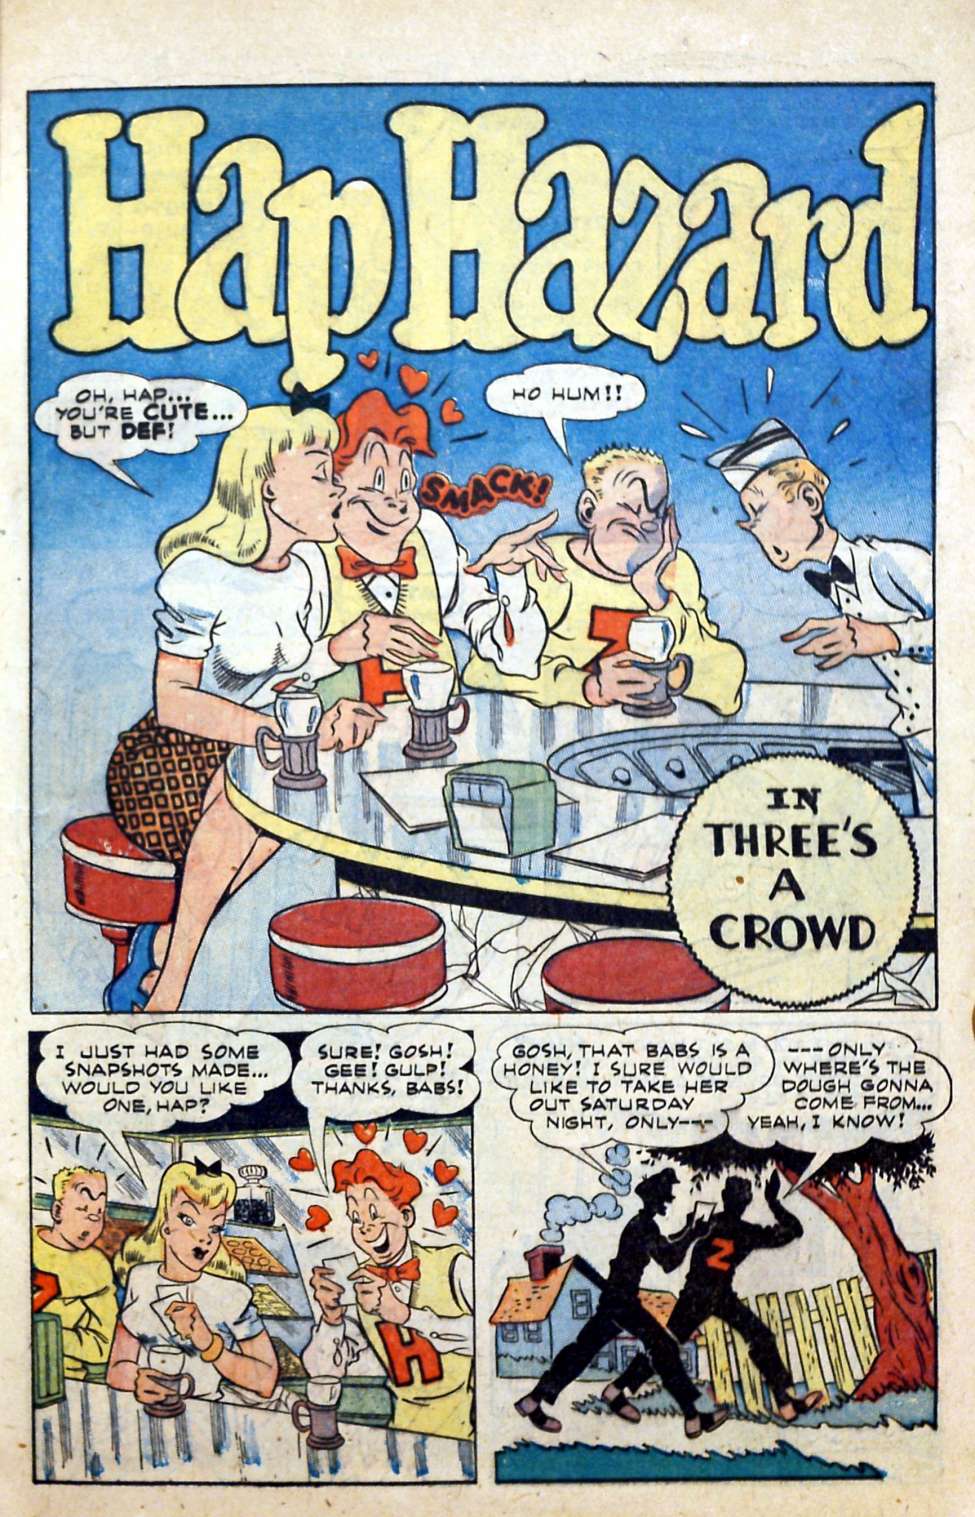 Hap Hazard
OH, HAP...
YOU'RE CUTE...
BUT DEF!
SMACK!
HO HUM!!
H
Z
IN
THREE'S
A
CROWD
I JUST HAD SOME
SNAPSHOTS MADE...
WOULD YOU LIKE
ONE, HAP?
SURE! GOSH!
GEE! GULP!
THANKS, BABS!
H
GOSH, THAT BABS IS A
HONEY! I SURE WOULD
LIKE TO TAKE HER
OUT SATURDAY
NIGHT, ONLY---
---ONLY
WHERE'S THE
DOUGH GONNA
COME FROM...
YEAH, I KNOW!
Z